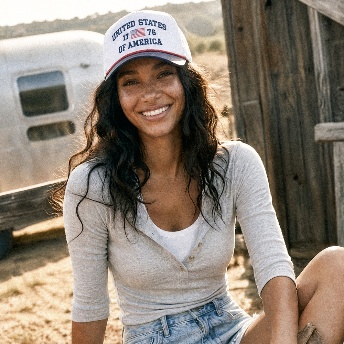 UNITED STATES
17 76
OF AMERICA